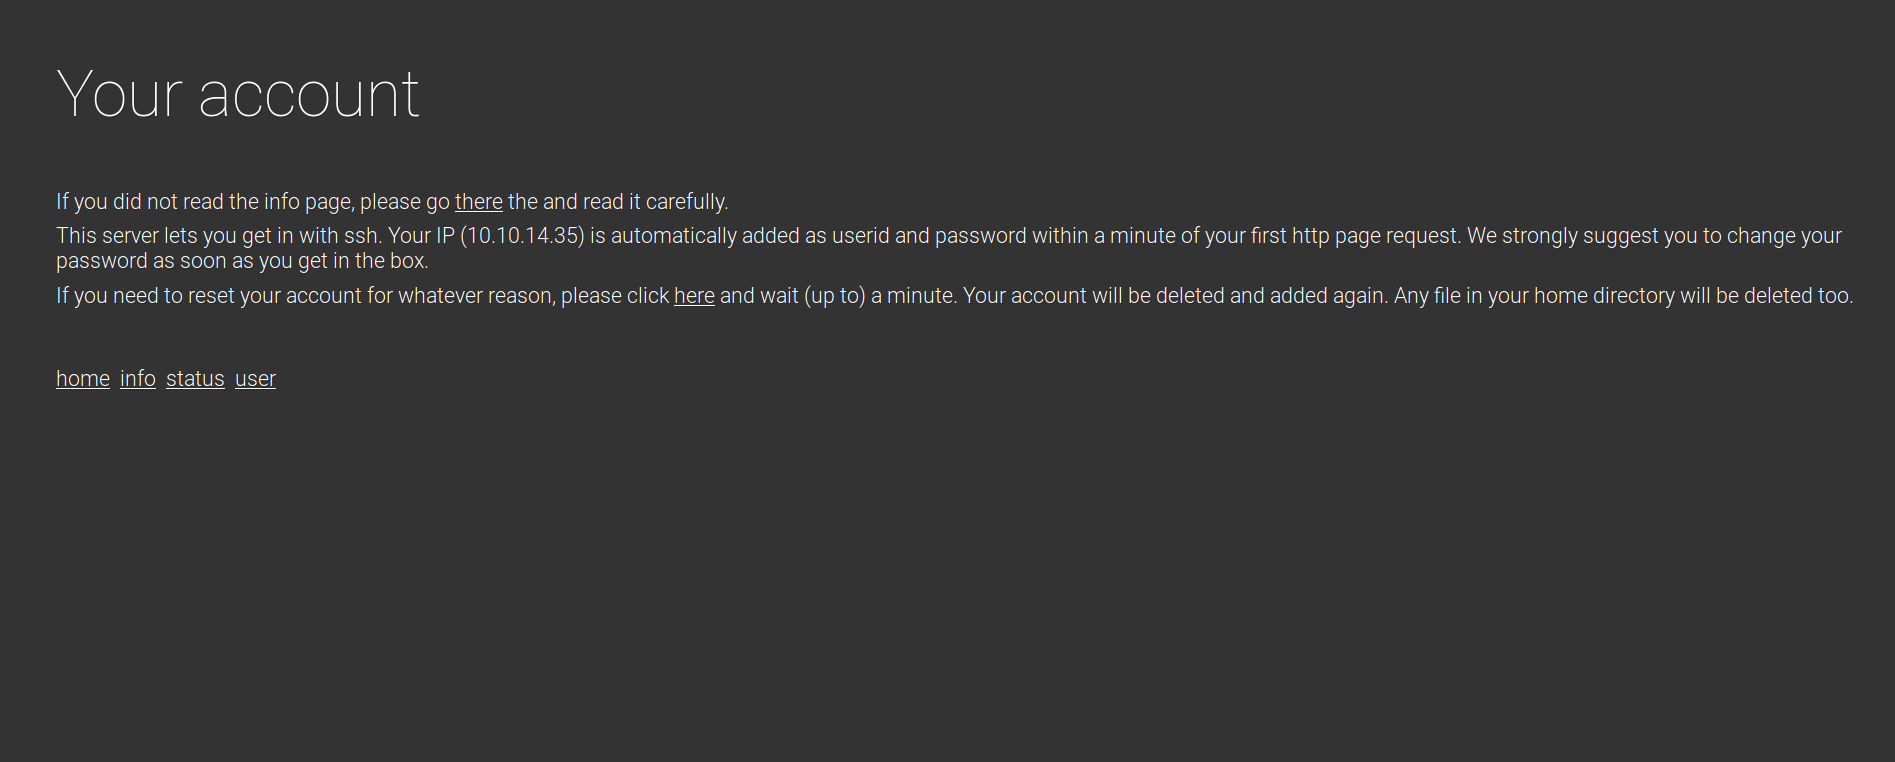 Your account
If you did not read the info page, please go there the and read it carefully.
This server lets you get in with ssh. Your IP (10.10.14.35) is automatically added as userid and password within a minute of your first http page request. We strongly suggest you to change your
password as soon as you get in the box.
If you need to reset your account for whatever reason, please click here and wait (up to) a minute. Your account will be deleted and added again. Any file in your home directory will be deleted too.
home info status user